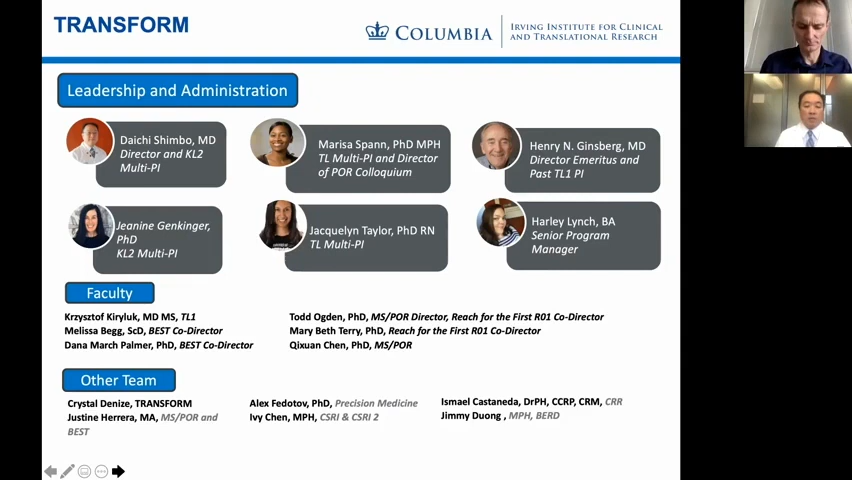 TRANSFORM
COLUMBIA
IRVING INSTITUTE FOR CLINICAL
AND TRANSLATIONAL RESEARCH
Leadership and Administration
Daichi Shimbo, MD
Director and KL2
Multi-PI
Marisa Spann, PhD MPH
TL Multi-PI and Director
of POR Colloquium
Henry N. Ginsberg, MD
Director Emeritus and
Past TL1 PI
Jeanine Genkinger,
PhD
KL2 Multi-PI
Jacquelyn Taylor, PhD RN
TL Multi-PI
Harley Lynch, BA
Senior Program
Manager
Faculty
Krzysztof Kiryluk, MD MS, TL1
Melissa Begg, ScD, BEST Co-Director
Dana March Palmer, PhD, BEST Co-Director
Todd Ogden, PhD, MS/POR Director, Reach for the First R01 Co-Director
Mary Beth Terry, PhD, Reach for the First R01 Co-Director
Qixuan Chen, PhD, MS/POR
Other Team
Crystal Denize, TRANSFORM
Justine Herrera, MA, MS/POR and
BEST
Alex Fedotov, PhD, Precision Medicine
Ivy Chen, MPH, CSRI & CSRI 2
Ismael Castaneda, DrPH, CCRP, CRM, CRR
Jimmy Duong , MPH, BERD